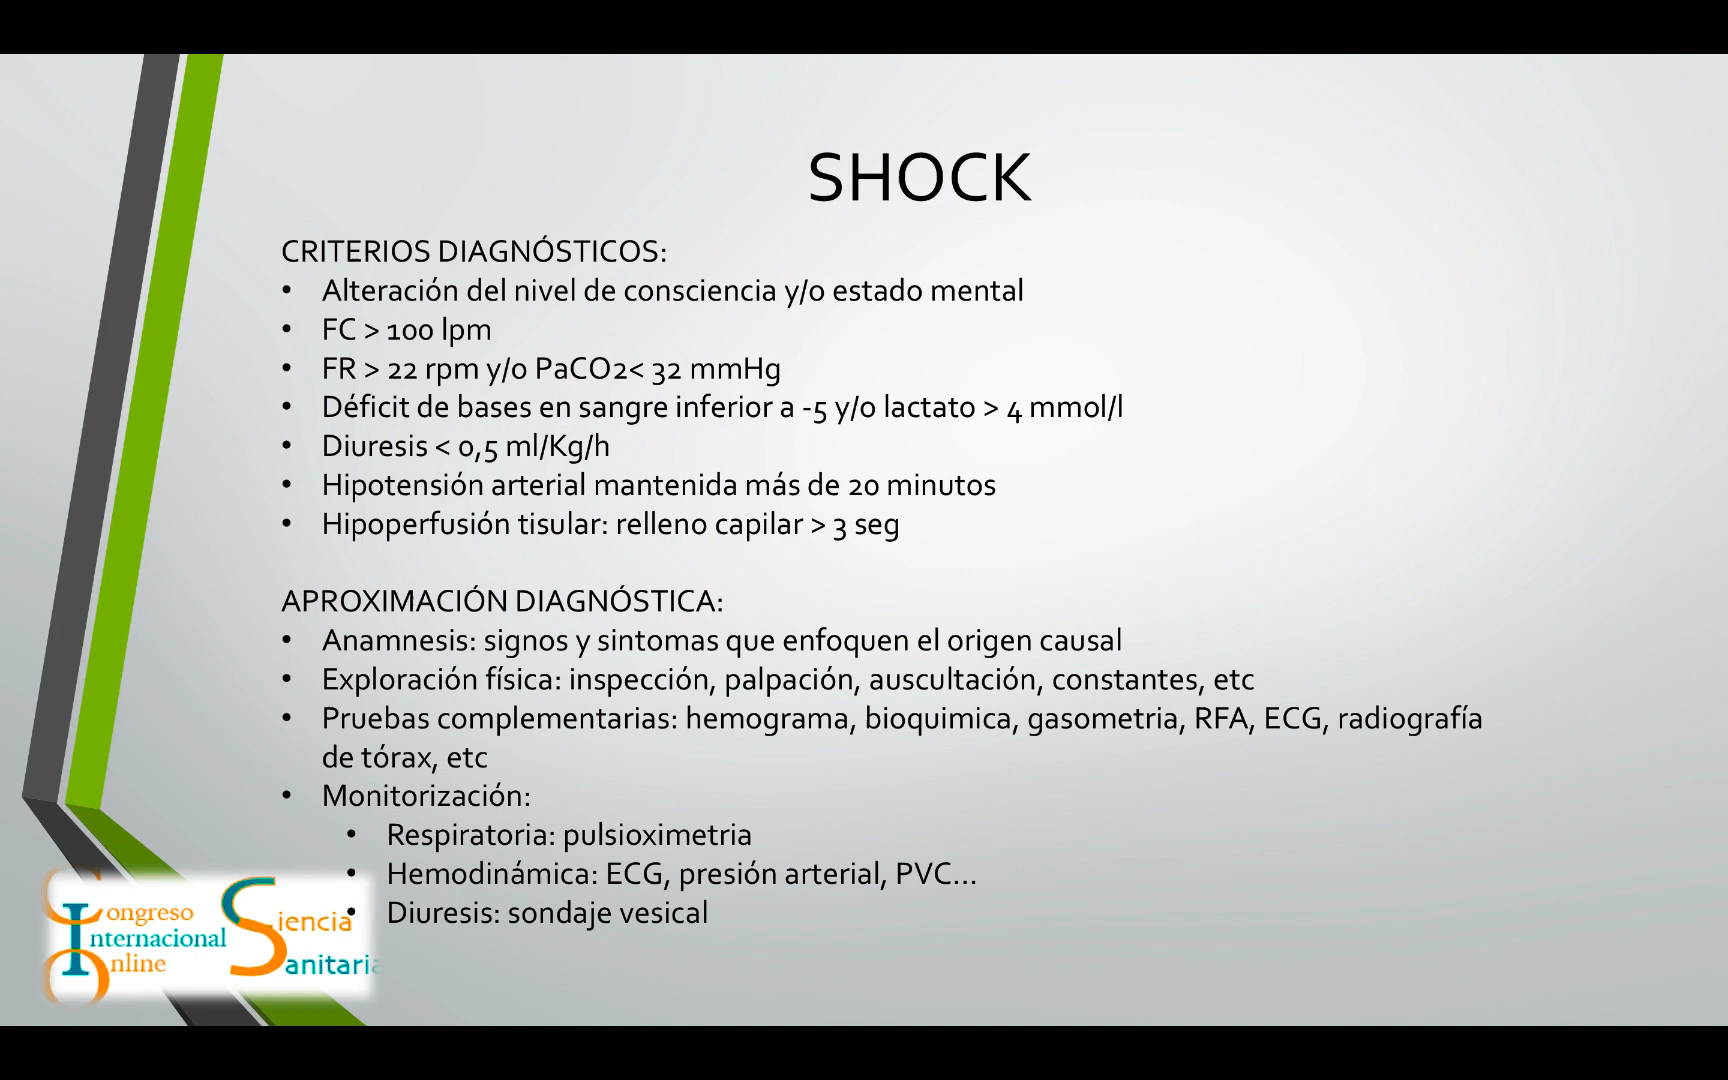 SHOCK
CRITERIOS DIAGNÓSTICOS:
• Alteración del nivel de consciencia y/o estado mental
• FC > 100 lpm
• FR > 22 rpm y/o PaCO2< 32 mmHg
• Déficit de bases en sangre inferior a -5 y/o lactato > 4 mmol/l
• Diuresis < 0,5 ml/Kg/h
• Hipotensión arterial mantenida más de 20 minutos
• Hipoperfusión tisular: relleno capilar > 3 seg
APROXIMACIÓN DIAGNÓSTICA:
• Anamnesis: signos y sintomas que enfoquen el origen causal
• Exploración física: inspección, palpación, auscultación, constantes, etc
• Pruebas complementarias: hemograma, bioquimica, gasometria, RFA, ECG, radiografía
de tórax, etc
• Monitorización:
• Respiratoria: pulsioximetria
• Hemodinámica: ECG, presión arterial, PVC...
• Diuresis: sondaje vesical
Congreso
Internacional
Online
Siencia
Sanitaria